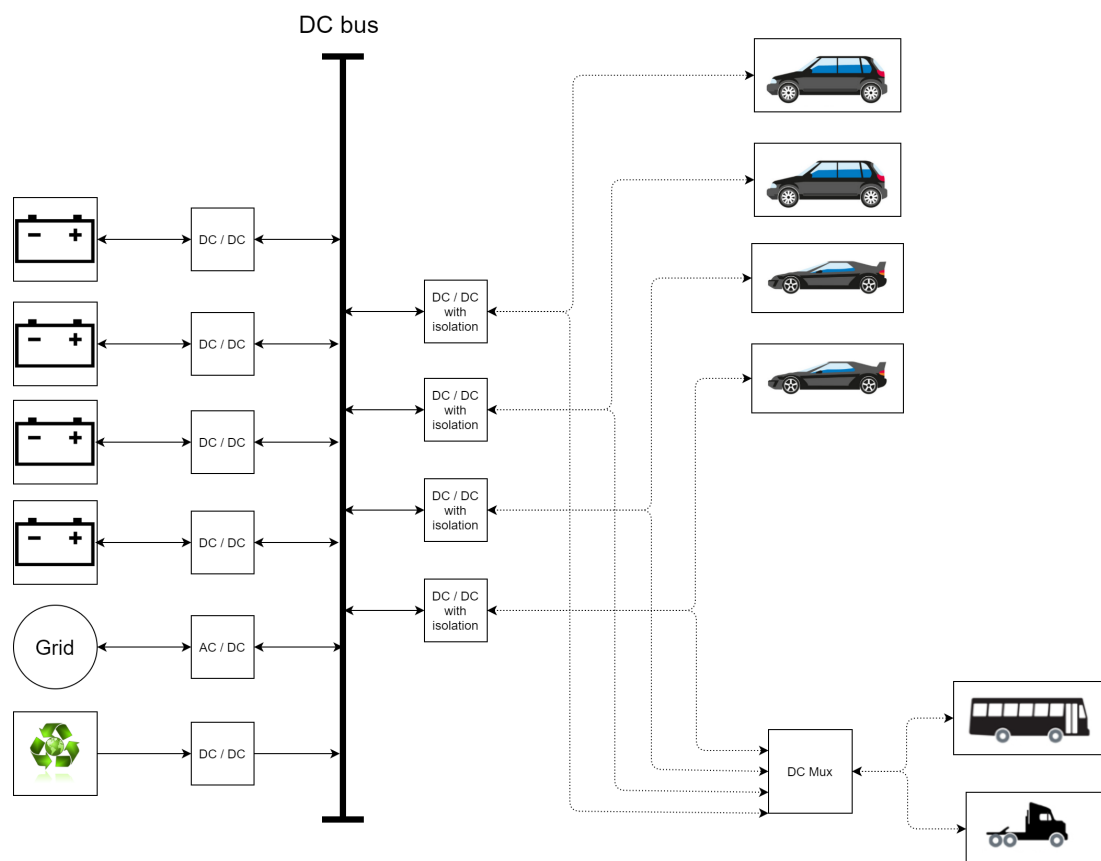 DC bus
− +
DC / DC
− +
DC / DC
− +
DC / DC
− +
DC / DC
Grid
AC / DC
DC / DC
DC / DC
with
isolation
DC / DC
with
isolation
DC / DC
with
isolation
DC / DC
with
isolation
DC Mux